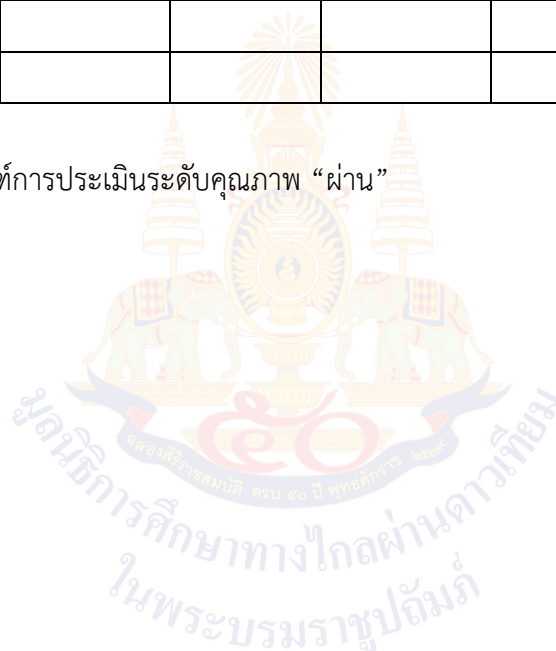 ฑ์การประเมินระดับคุณภาพ “ผ่าน”
ฉลองสิริราชสมบัติ ครบ ๕๐ ปี พุทธศักราช ๒๕๓๙
๕๐
มูลนิธิการศึกษาทางไกลผ่านดาวเทียม
ในพระบรมราชูปถัมภ์